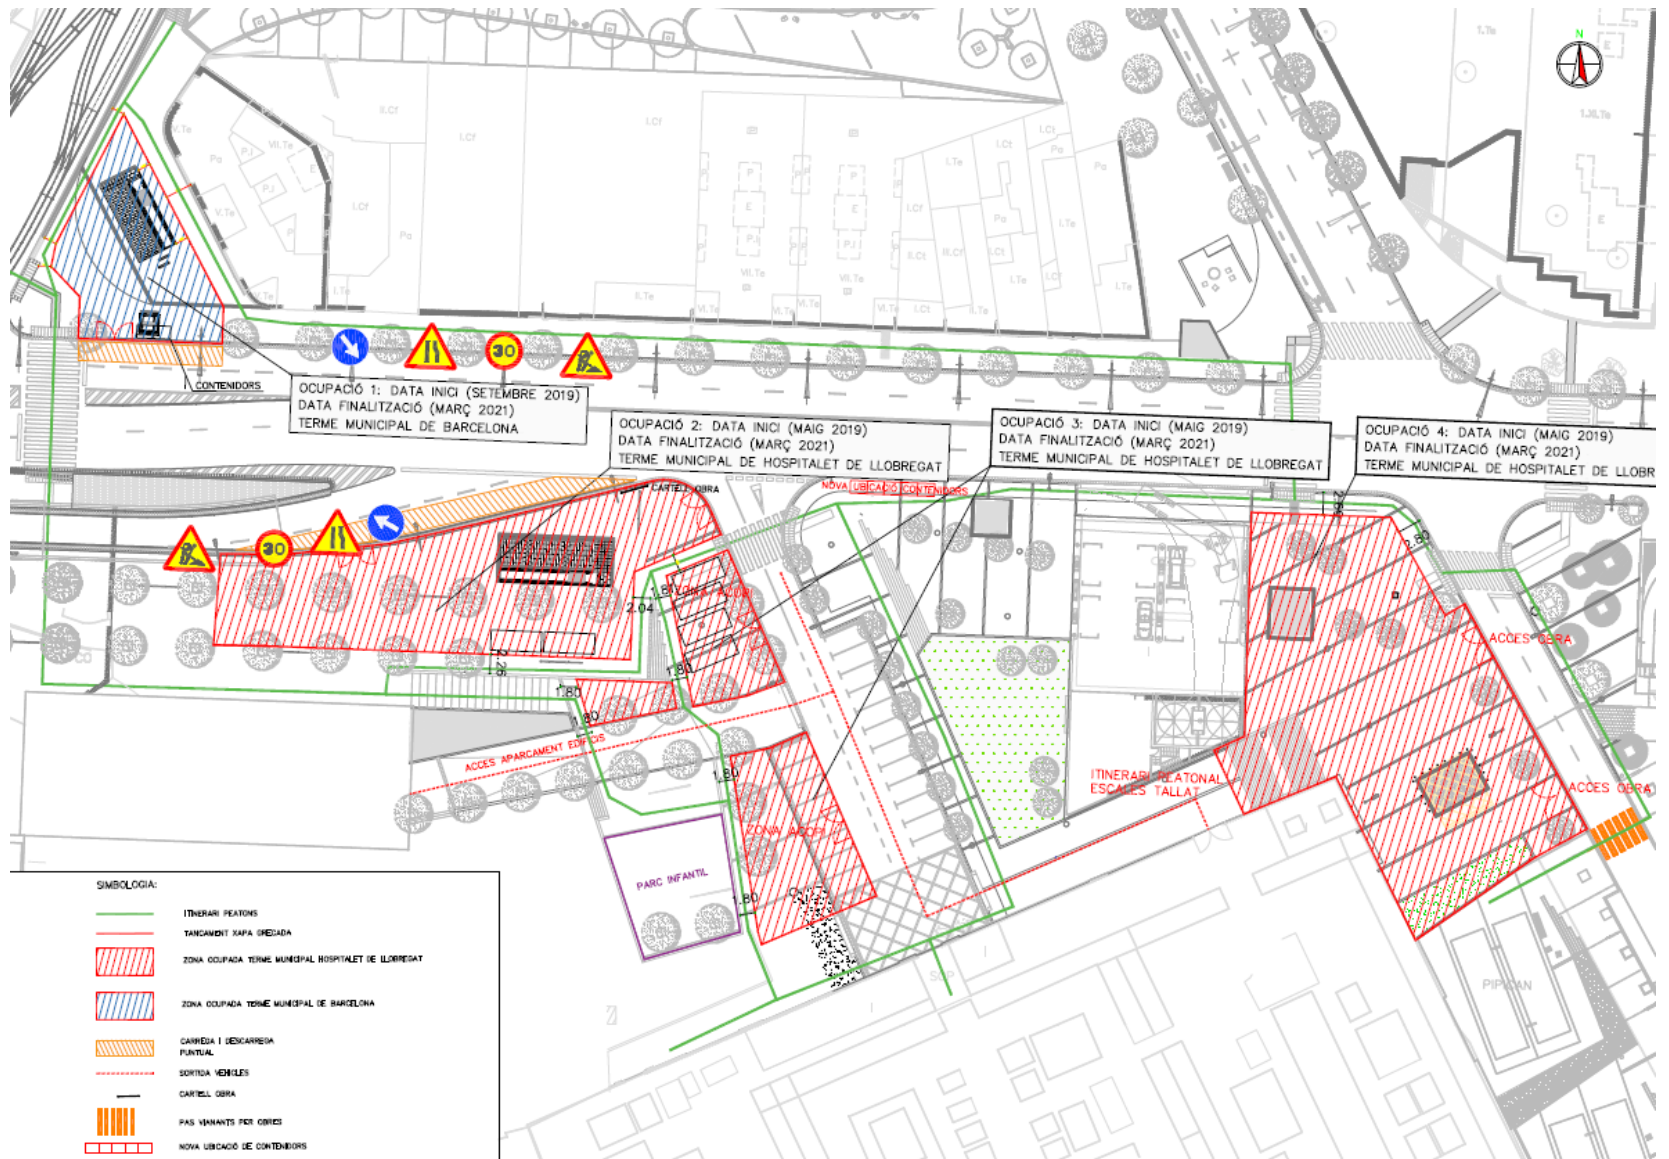 N
CONTENIDORS
OCUPACIÓ 1: DATA INICI (SETEMBRE 2019)
DATA FINALITZACIÓ (MARÇ 2021)
TERME MUNICIPAL DE BARCELONA
30
OCUPACIÓ 2: DATA INICI (MAIG 2019)
DATA FINALITZACIÓ (MARÇ 2021)
TERME MUNICIPAL DE HOSPITALET DE LLOBREGAT
OCUPACIÓ 3: DATA INICI (MAIG 2019)
DATA FINALITZACIÓ (MARÇ 2021)
TERME MUNICIPAL DE HOSPITALET DE LLOBREGAT
OCUPACIÓ 4: DATA INICI (MAIG 2019)
DATA FINALITZACIÓ (MARÇ 2021)
TERME MUNICIPAL DE HOSPITALET DE LLOBR
CARTELL OBRA
NOVA UBICACIÓ CONTENIDORS
30
2.80
ZONA ACOPI
2.04
2.26
1.80
1.80
1.80
ACCES OBRA
ACCES APARCAMENT EDIFICIS
1.80
ITINERARI PEATONAL
ESCALES TALLAT
ACCES OBRA
ZONA ACOPI
PARC INFANTIL
1.80
PIPICAN
SIMBOLOGIA:
ITINERARI PEATONS
TANCAMENT XAPA GRECADA
ZONA OCUPADA TERME MUNICIPAL HOSPITALET DE LLOBREGAT
ZONA OCUPADA TERME MUNICIPAL DE BARCELONA
CARREGA I DESCARREGA
PUNTUAL
SORTIDA VEHICLES
CARTELL OBRA
PAS VIANANTS PER OBRES
NOVA UBICACIÓ DE CONTENIDORS